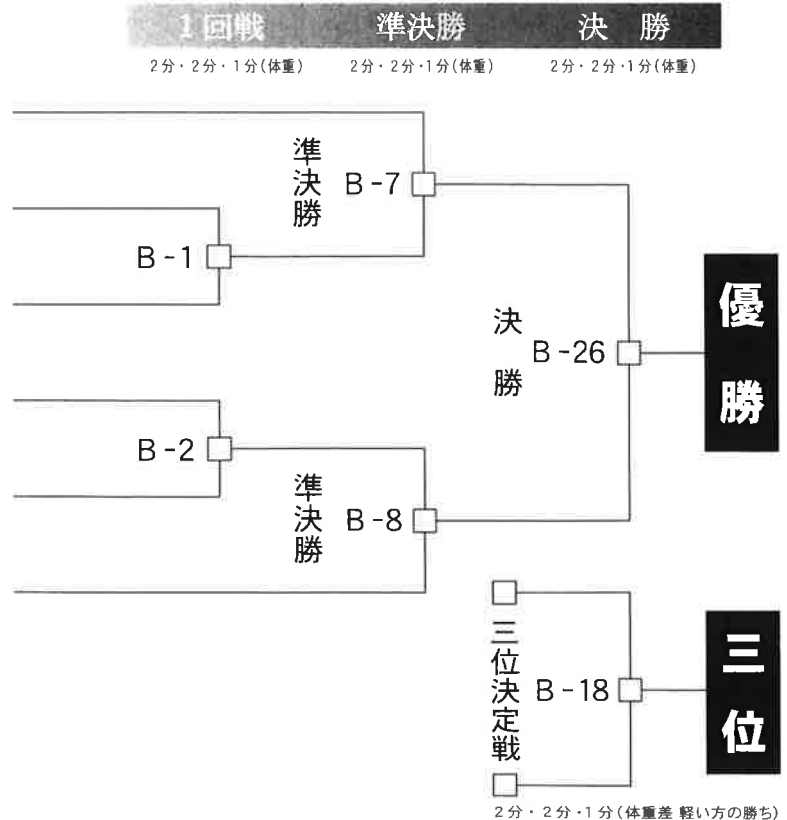 1回戦 準決勝 決勝
2分・2分・1分(体重) 2分・2分・1分(体重) 2分・2分・1分(体重)
準決勝
B-7
B-1
決勝
B-26
優勝
B-2
準決勝
B-8
三位決定戦
B-18
三位
2分・2分・1分(体重差 軽い方の勝ち)